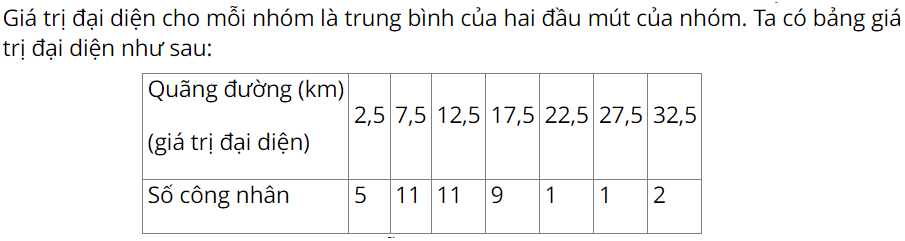 Giá trị đại diện cho mỗi nhóm là trung bình của hai đầu mút của nhóm. Ta có bảng giá
trị đại diện như sau:
Quãng đường (km)
(giá trị đại diện)
2,5 7,5 12,5 17,5 22,5 27,5 32,5
Số công nhân 5 11 11 9 1 1 2